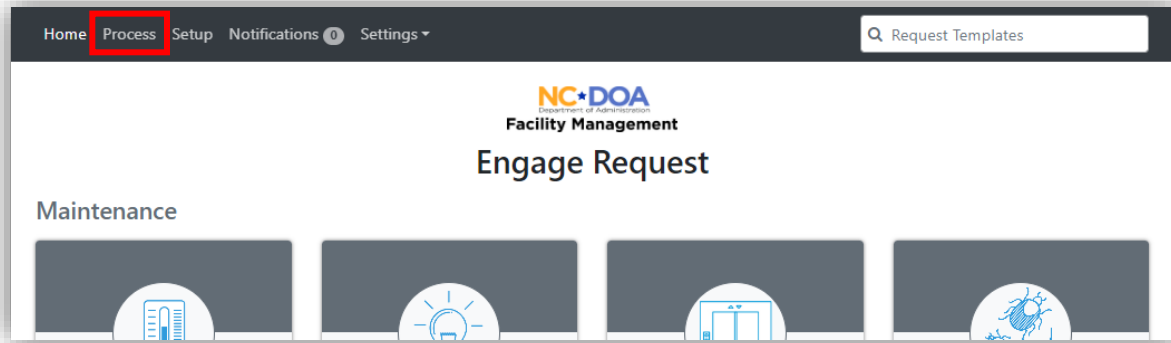 Home Process Setup Notifications 0 Settings
Request Templates
NC DOA
Department of Administration
Facility Management
Engage Request
Maintenance